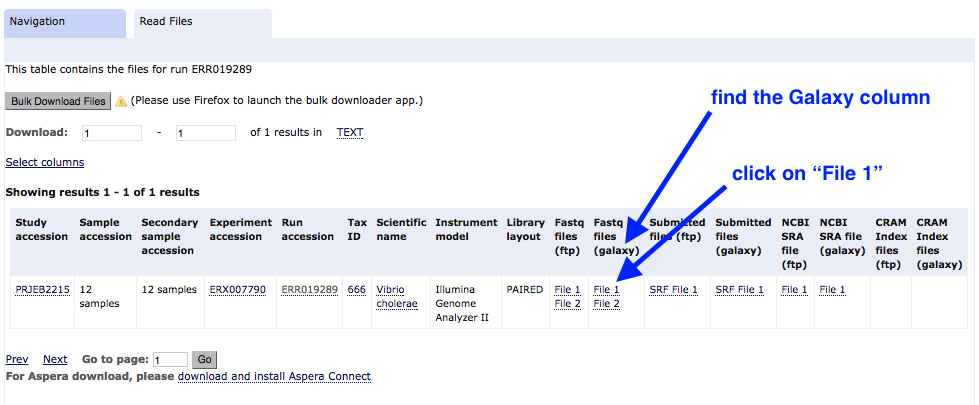 Navigation
Read Files
This table contains the files for run ERR019289
Bulk Download Files (Please use Firefox to launch the bulk downloader app.)
find the Galaxy column
Download: 1 - 1 of 1 results in TEXT
Select columns
click on “File 1”
Showing results 1 - 1 of 1 results
Study accession
Sample accession
Secondary sample accession
Experiment accession
Run accession
Tax ID
Scientific name
Instrument model
Library layout
Fastq files (ftp)
Fastq files (galaxy)
Submitted files (ftp)
Submitted files (galaxy)
NCBI SRA file (ftp)
NCBI SRA file (galaxy)
CRAM Index files (ftp)
CRAM Index files (galaxy)
PRJEB2215
12 samples
12 samples
ERX007790
ERR019289
666
Vibrio cholerae
Illumina Genome Analyzer II
PAIRED
File 1
File 2
File 1
File 2
SRF File 1
SRF File 1
File 1
File 1
Prev Next Go to page: 1 Go
For Aspera download, please download and install Aspera Connect